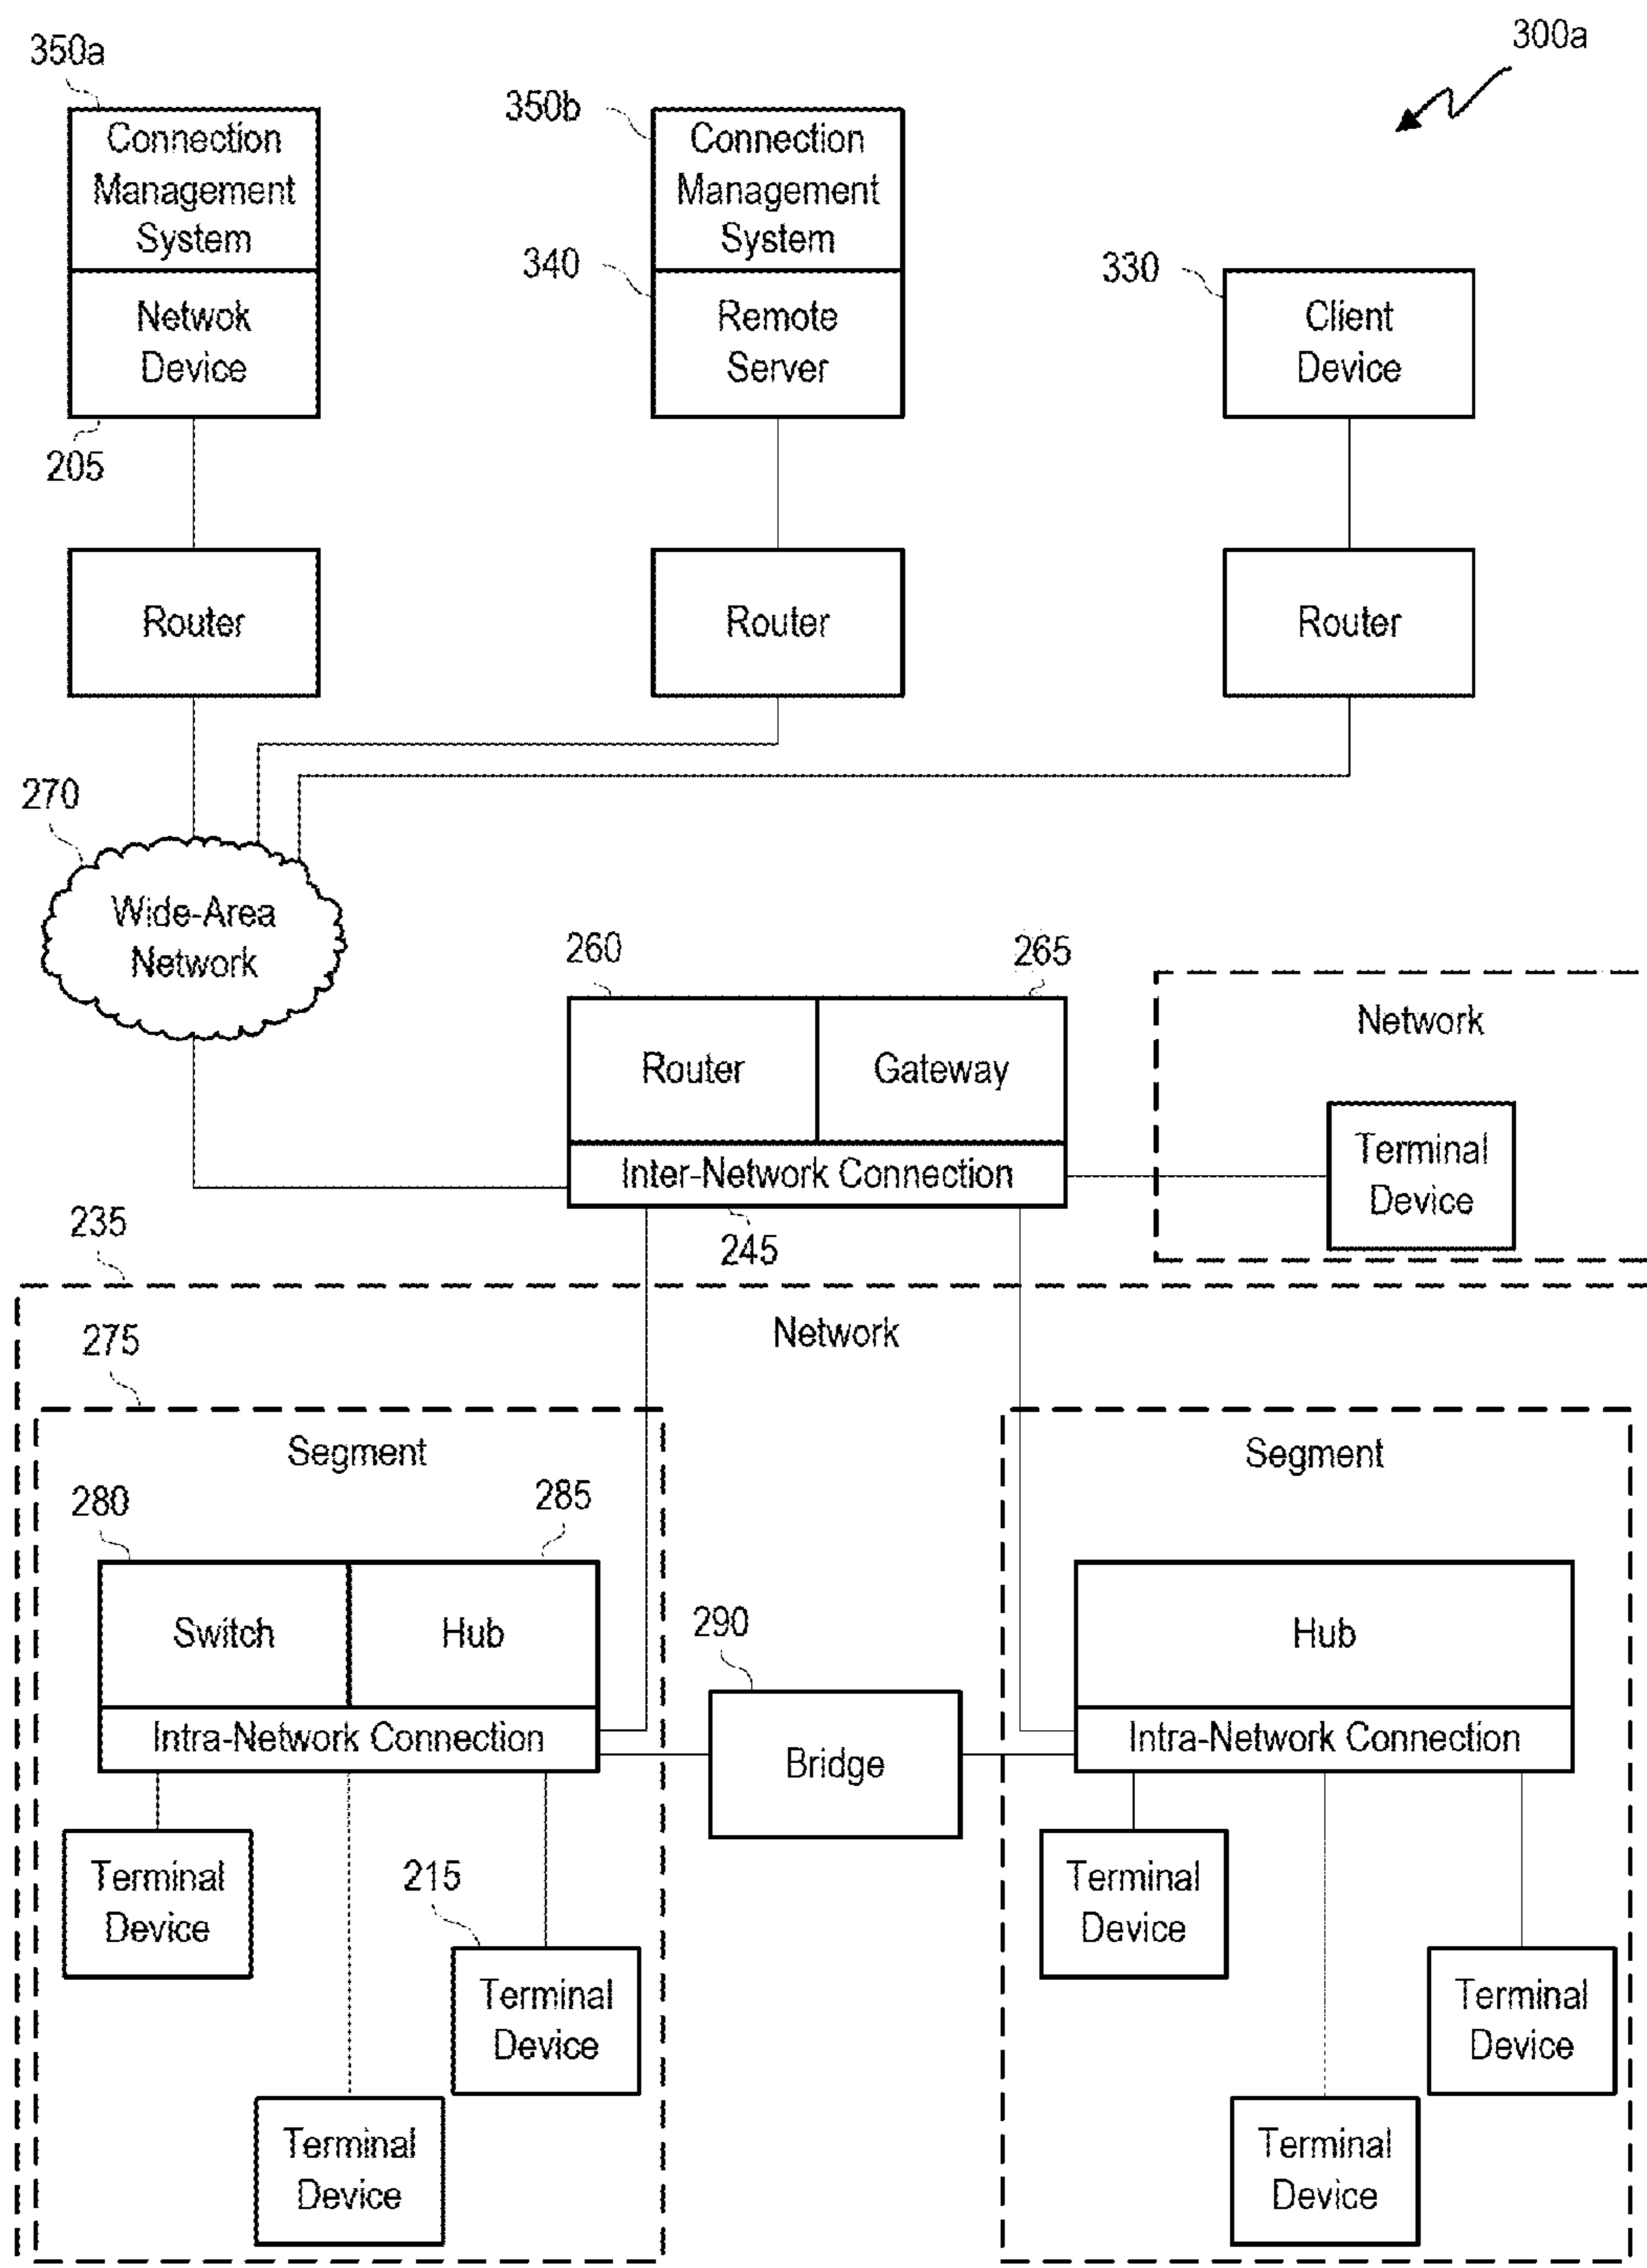 300a
350a
Connection
Management
System
Netwok
Device
205
350b
Connection
Management
System
340
Remote
Server
330
Client
Device
Router
Router
Router
270
Wide-Area
Network
260
265
Router
Gateway
Inter-Network Connection
245
Network
Terminal
Device
235
Network
275
Segment
280
285
Switch
Hub
Intra-Network Connection
Terminal
Device
215
Terminal
Device
Terminal
Device
290
Bridge
Segment
Hub
Intra-Network Connection
Terminal
Device
Terminal
Device
Terminal
Device